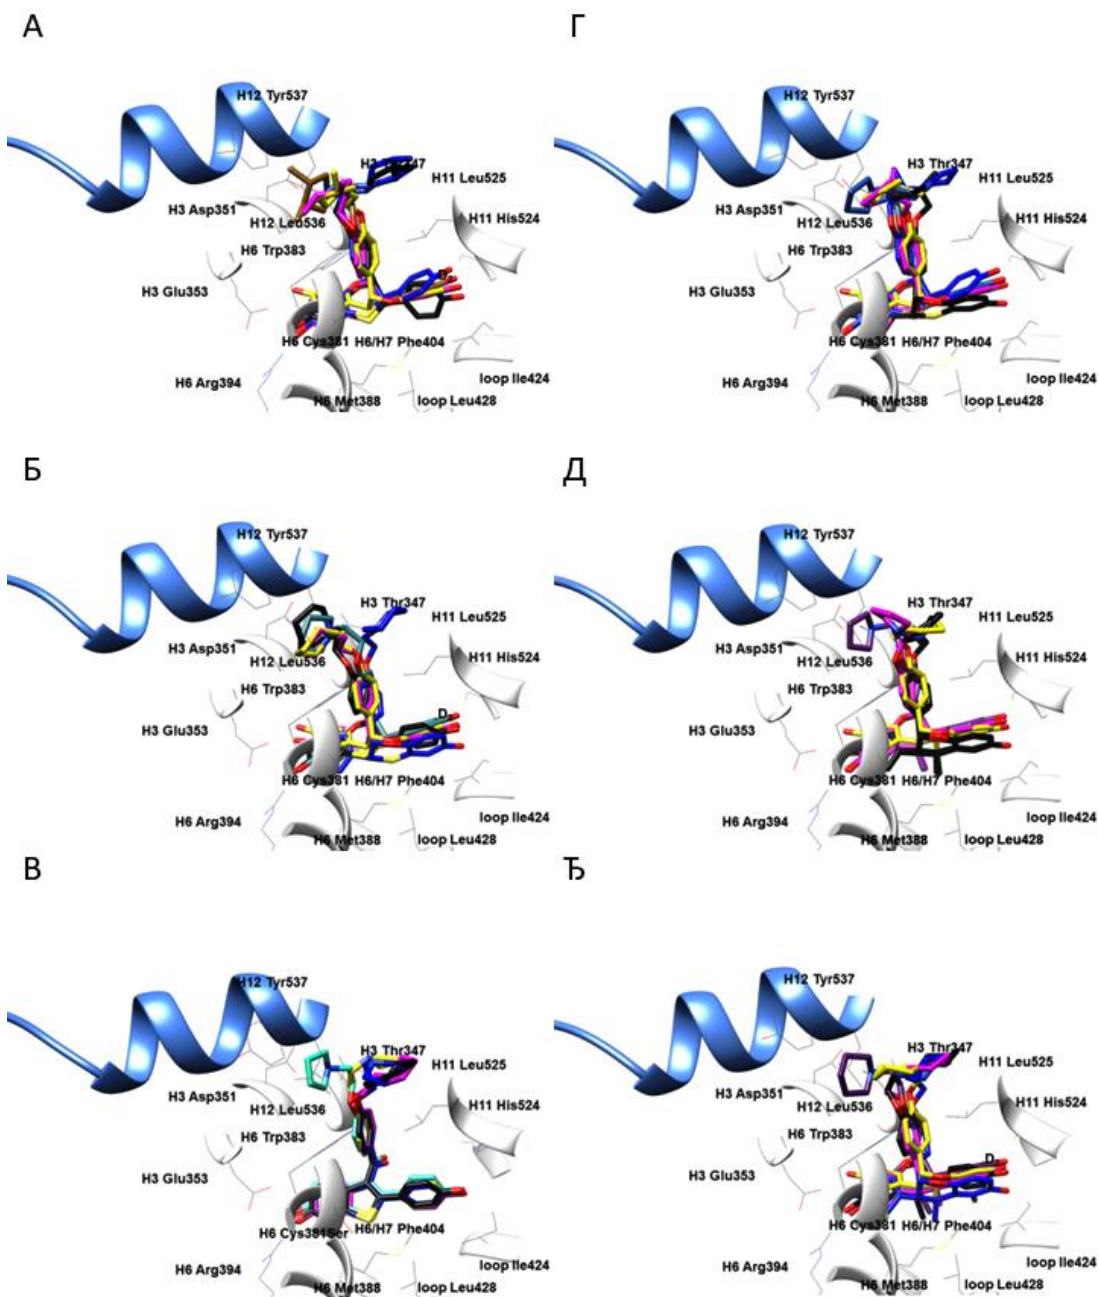 А
H12 Tyr537
H3 Thr347
H11 Leu525
H3 Asp351
H12 Leu536
H11 His524
H6 Trp383
H3 Glu353
H6 Cys381 H6/H7 Phe404
loop Ile424
H6 Arg394
H6 Met388
loop Leu428
Г
H12 Tyr537
H3 Thr347
H11 Leu525
H3 Asp351
H12 Leu536
H11 His524
H6 Trp383
H3 Glu353
H6 Cys381 H6/H7 Phe404
loop Ile424
H6 Arg394
H6 Met388
loop Leu428
Б
H12 Tyr537
H3 Thr347
H11 Leu525
H3 Asp351
H12 Leu536
H11 His524
H6 Trp383
D
H3 Glu353
H6 Cys381 H6/H7 Phe404
loop Ile424
H6 Arg394
H6 Met388
loop Leu428
Д
H12 Tyr537
H3 Thr347
H11 Leu525
H3 Asp351
H12 Leu536
H11 His524
H6 Trp383
H3 Glu353
H6 Cys381 H6/H7 Phe404
loop Ile424
H6 Arg394
H6 Met388
loop Leu428
В
H12 Tyr537
H3 Thr347
H11 Leu525
H3 Asp351
H12 Leu536
H11 His524
H6 Trp383
H3 Glu353
H6 Cys381Ser H6/H7 Phe404
loop Ile424
H6 Arg394
H6 Met388
loop Leu428
Ђ
H12 Tyr537
H3 Thr347
H11 Leu525
H3 Asp351
H12 Leu536
H11 His524
H6 Trp383
D
H3 Glu353
H6 Cys381 H6/H7 Phe404
loop Ile424
H6 Arg394
H6 Met388
loop Leu428